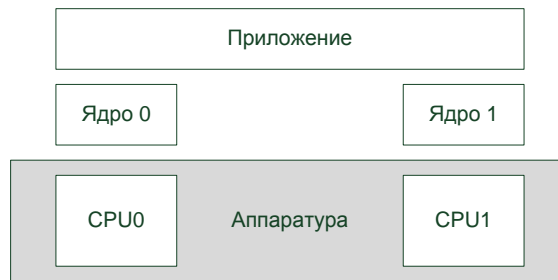 Приложение
Ядро 0
Ядро 1
CPU0
Аппаратура
CPU1